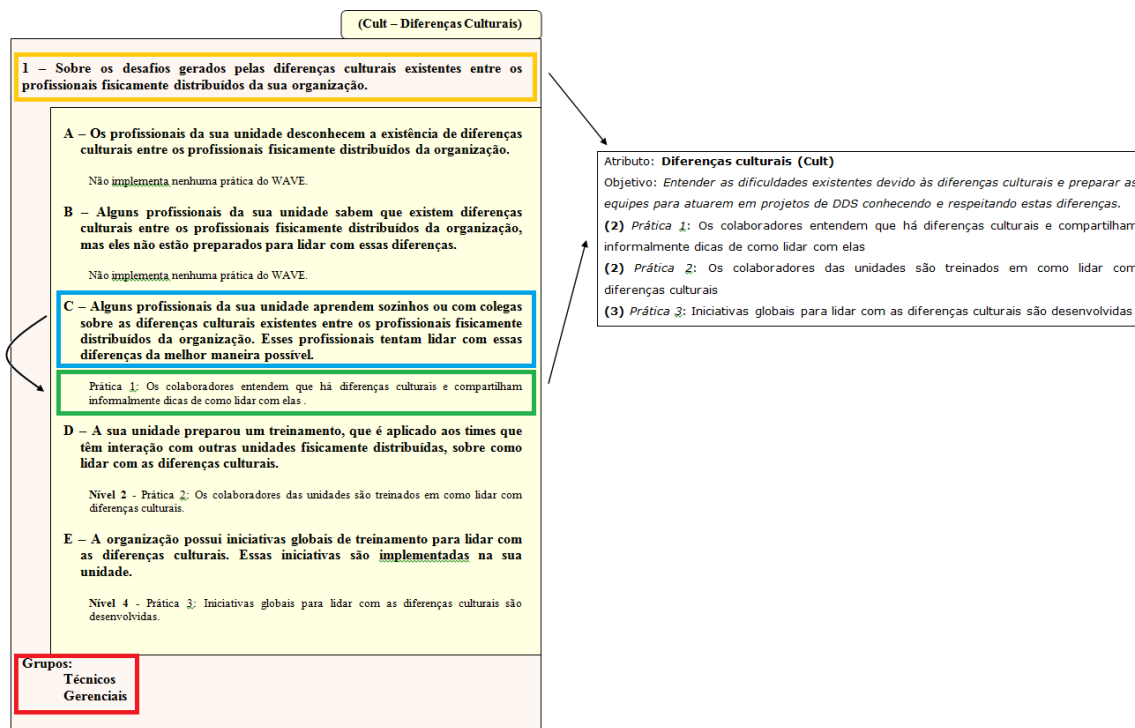 (Cult – Diferenças Culturais)
1 – Sobre os desafios gerados pelas diferenças culturais existentes entre os
profissionais fisicamente distribuídos da sua organização.
A – Os profissionais da sua unidade desconhecem a existência de diferenças
culturais entre os profissionais fisicamente distribuídos da organização.
Não implementa nenhuma prática do WAVE.
B – Alguns profissionais da sua unidade sabem que existem diferenças
culturais entre os profissionais fisicamente distribuídos da organização,
mas eles não estão preparados para lidar com essas diferenças.
Não implementa nenhuma prática do WAVE.
C – Alguns profissionais da sua unidade aprendem sozinhos ou com colegas
sobre as diferenças culturais existentes entre os profissionais fisicamente
distribuídos da organização. Esses profissionais tentam lidar com essas
diferenças da melhor maneira possível.
Prática 1: Os colaboradores entendem que há diferenças culturais e compartilham
informalmente dicas de como lidar com elas .
D – A sua unidade preparou um treinamento, que é aplicado aos times que
têm interação com outras unidades fisicamente distribuídas, sobre como
lidar com as diferenças culturais.
Nível 2 - Prática 2: Os colaboradores das unidades são treinados em como lidar com
diferenças culturais.
E – A organização possui iniciativas globais de treinamento para lidar com
as diferenças culturais. Essas iniciativas são implementadas na sua
unidade.
Nível 4 - Prática 3: Iniciativas globais para lidar com as diferenças culturais são
desenvolvidas.
Grupos:
Técnicos
Gerenciais
Atributo: Diferenças culturais (Cult)
Objetivo: Entender as dificuldades existentes devido às diferenças culturais e preparar as
equipes para atuarem em projetos de DDS conhecendo e respeitando estas diferenças.
(2) Prática 1: Os colaboradores entendem que há diferenças culturais e compartilham
informalmente dicas de como lidar com elas
(2) Prática 2: Os colaboradores das unidades são treinados em como lidar com
diferenças culturais
(3) Prática 3: Iniciativas globais para lidar com as diferenças culturais são desenvolvidas